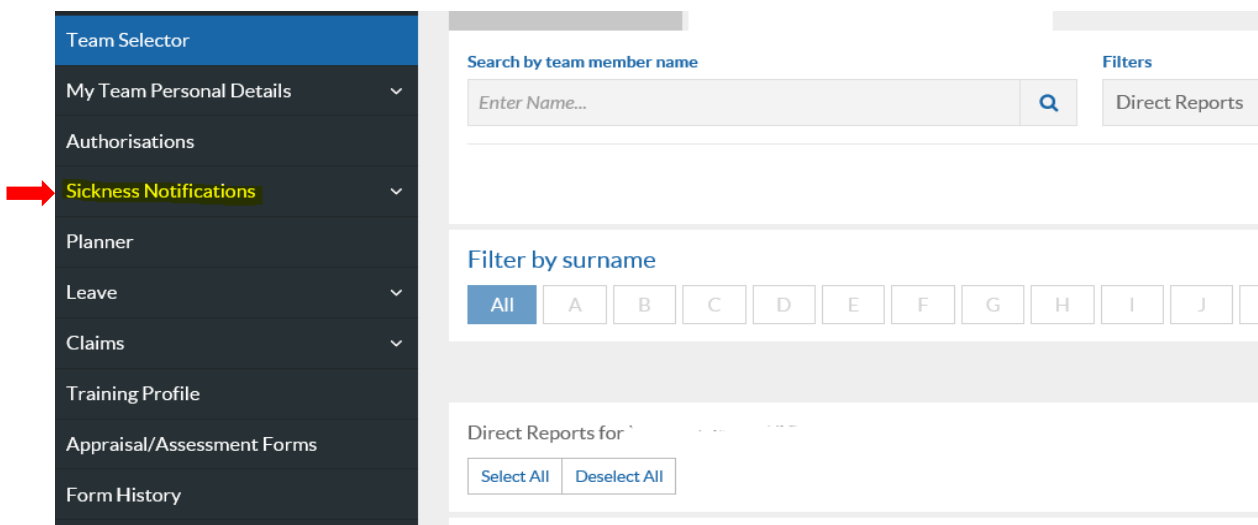 Team Selector
My Team Personal Details
Authorisations
Sickness Notifications
Planner
Leave
Claims
Training Profile
Appraisal/Assessment Forms
Form History
Search by team member name
Filters
Enter Name...
Direct Reports
Filter by surname
All A B C D E F G H I J
Direct Reports for
Select All Deselect All